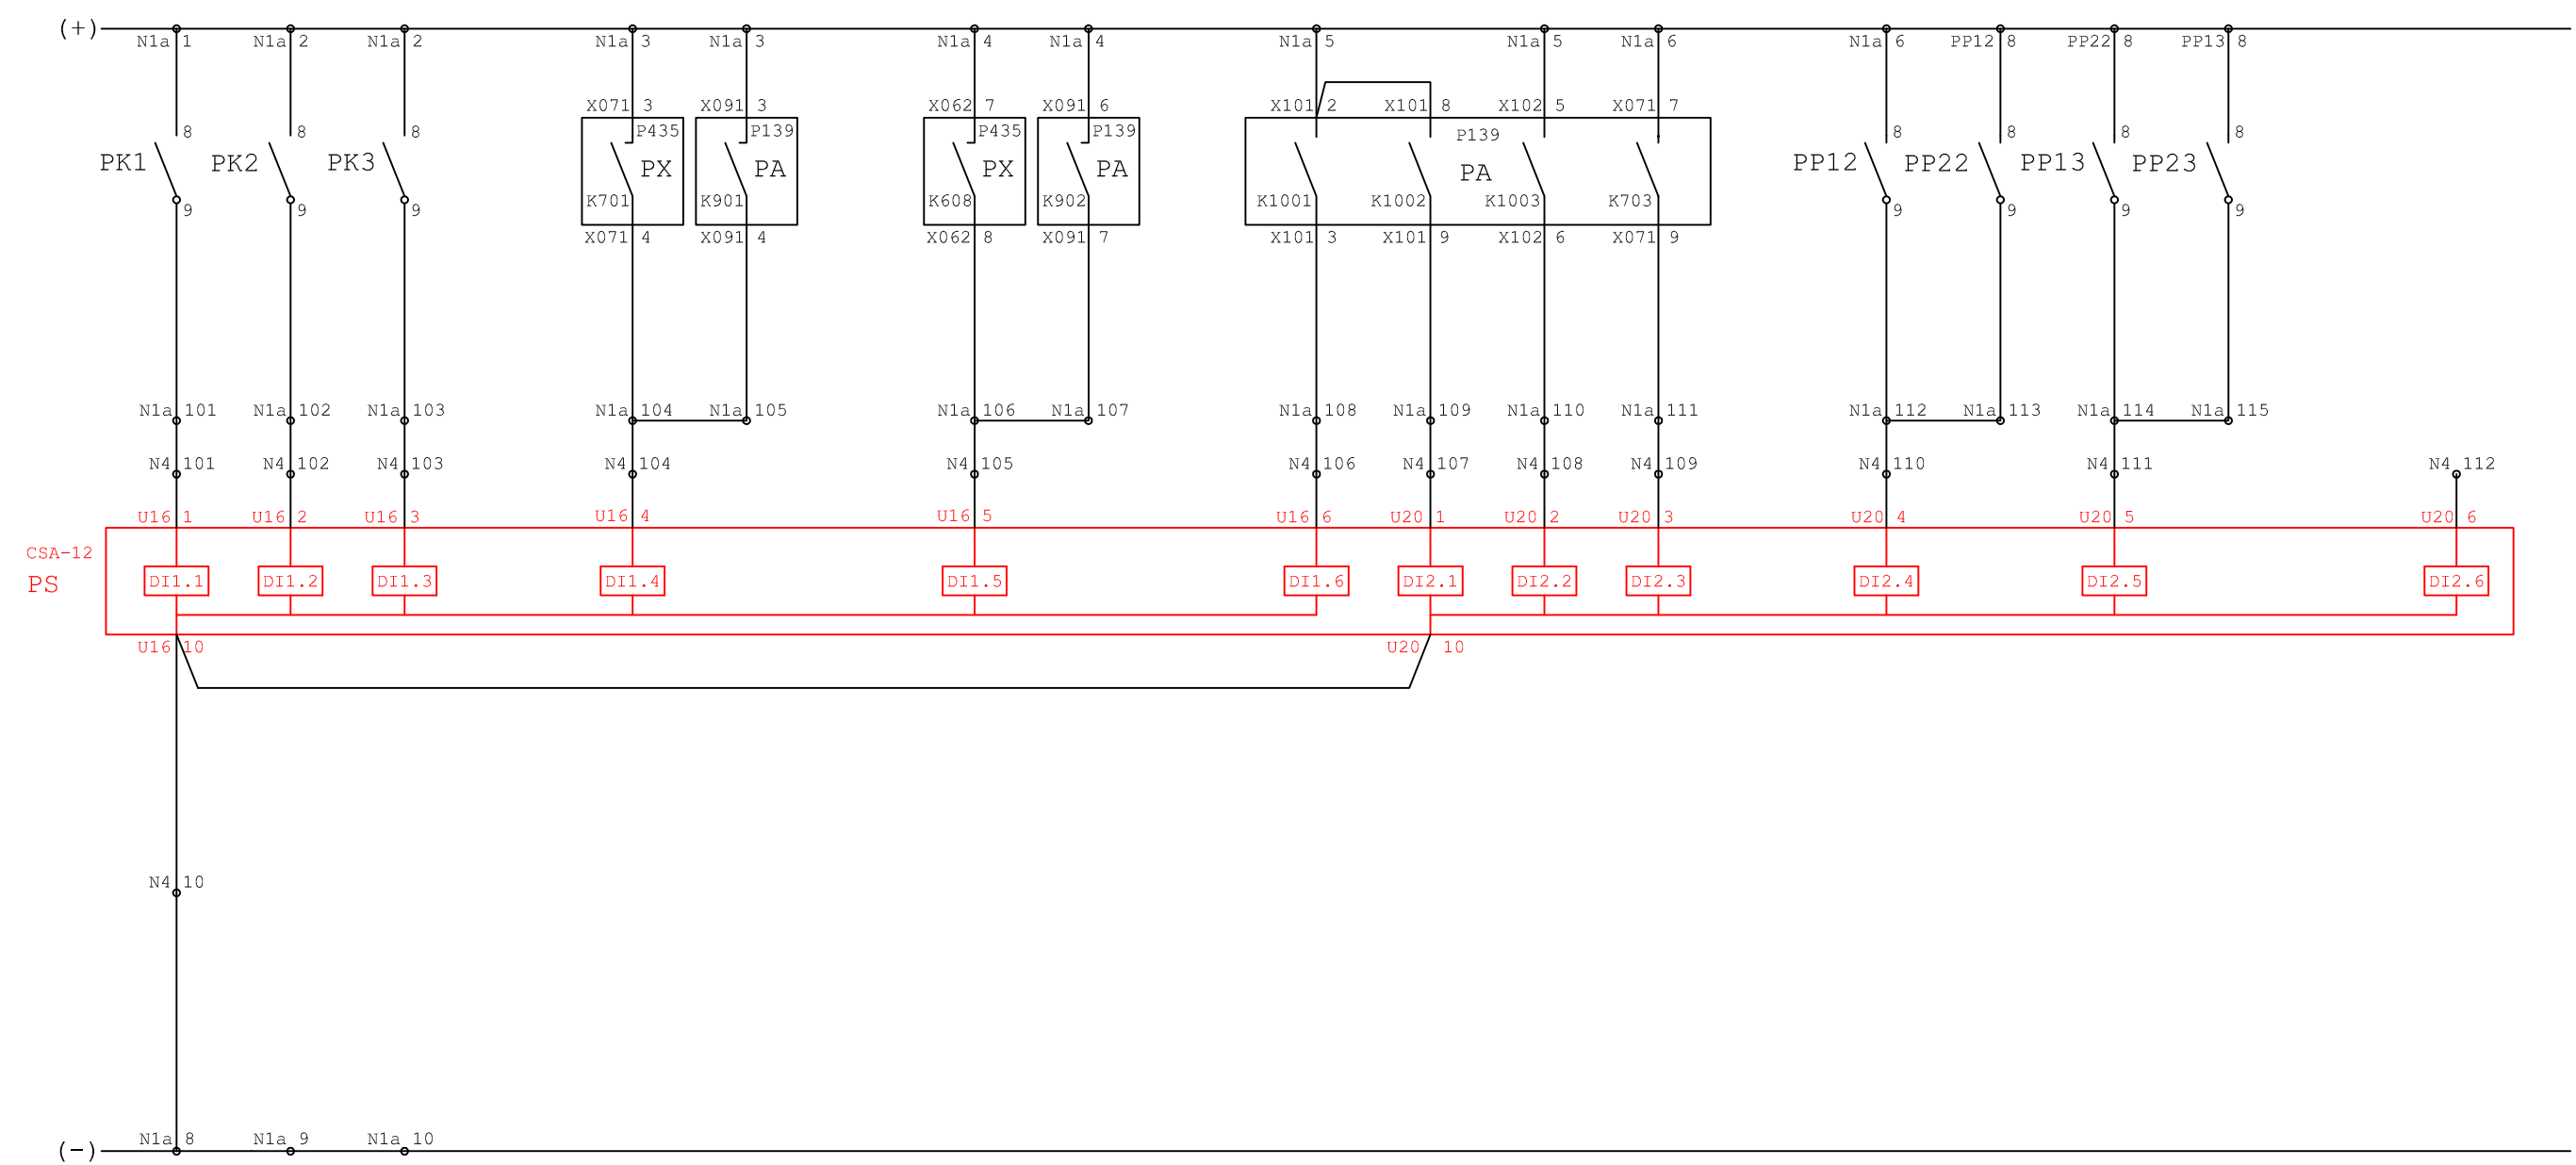 (+)
N1a 1 N1a 2 N1a 2 N1a 3 N1a 3 N1a 4 N1a 4 N1a 5 N1a 5 N1a 6 N1a 6 PP12 8 PP22 8 PP13 8
X071 3 X091 3 X062 7 X091 6 X101 2 X101 8 X102 5 X071 7
8 8 8 P435 P139 P435 P139 P139 8 8 8 8
PK1 PK2 PK3 PX PA PX PA PA PP12 PP22 PP13 PP23
K701 K901 K608 K902 K1001 K1002 K1003 K703
9 9 9 9 9 9 9
X071 4 X091 4 X062 8 X091 7 X101 3 X101 9 X102 6 X071 9
N1a 101 N1a 102 N1a 103 N1a 104 N1a 105 N1a 106 N1a 107 N1a 108 N1a 109 N1a 110 N1a 111 N1a 112 N1a 113 N1a 114 N1a 115
N4 101 N4 102 N4 103 N4 104 N4 105 N4 106 N4 107 N4 108 N4 109 N4 110 N4 111 N4 112
U16 1 U16 2 U16 3 U16 4 U16 5 U16 6 U20 1 U20 2 U20 3 U20 4 U20 5 U20 6
CSA-12
PS DI1.1 DI1.2 DI1.3 DI1.4 DI1.5 DI1.6 DI2.1 DI2.2 DI2.3 DI2.4 DI2.5 DI2.6
U16 10 U20 10
N4 10
N1a 8 N1a 9 N1a 10
(-)